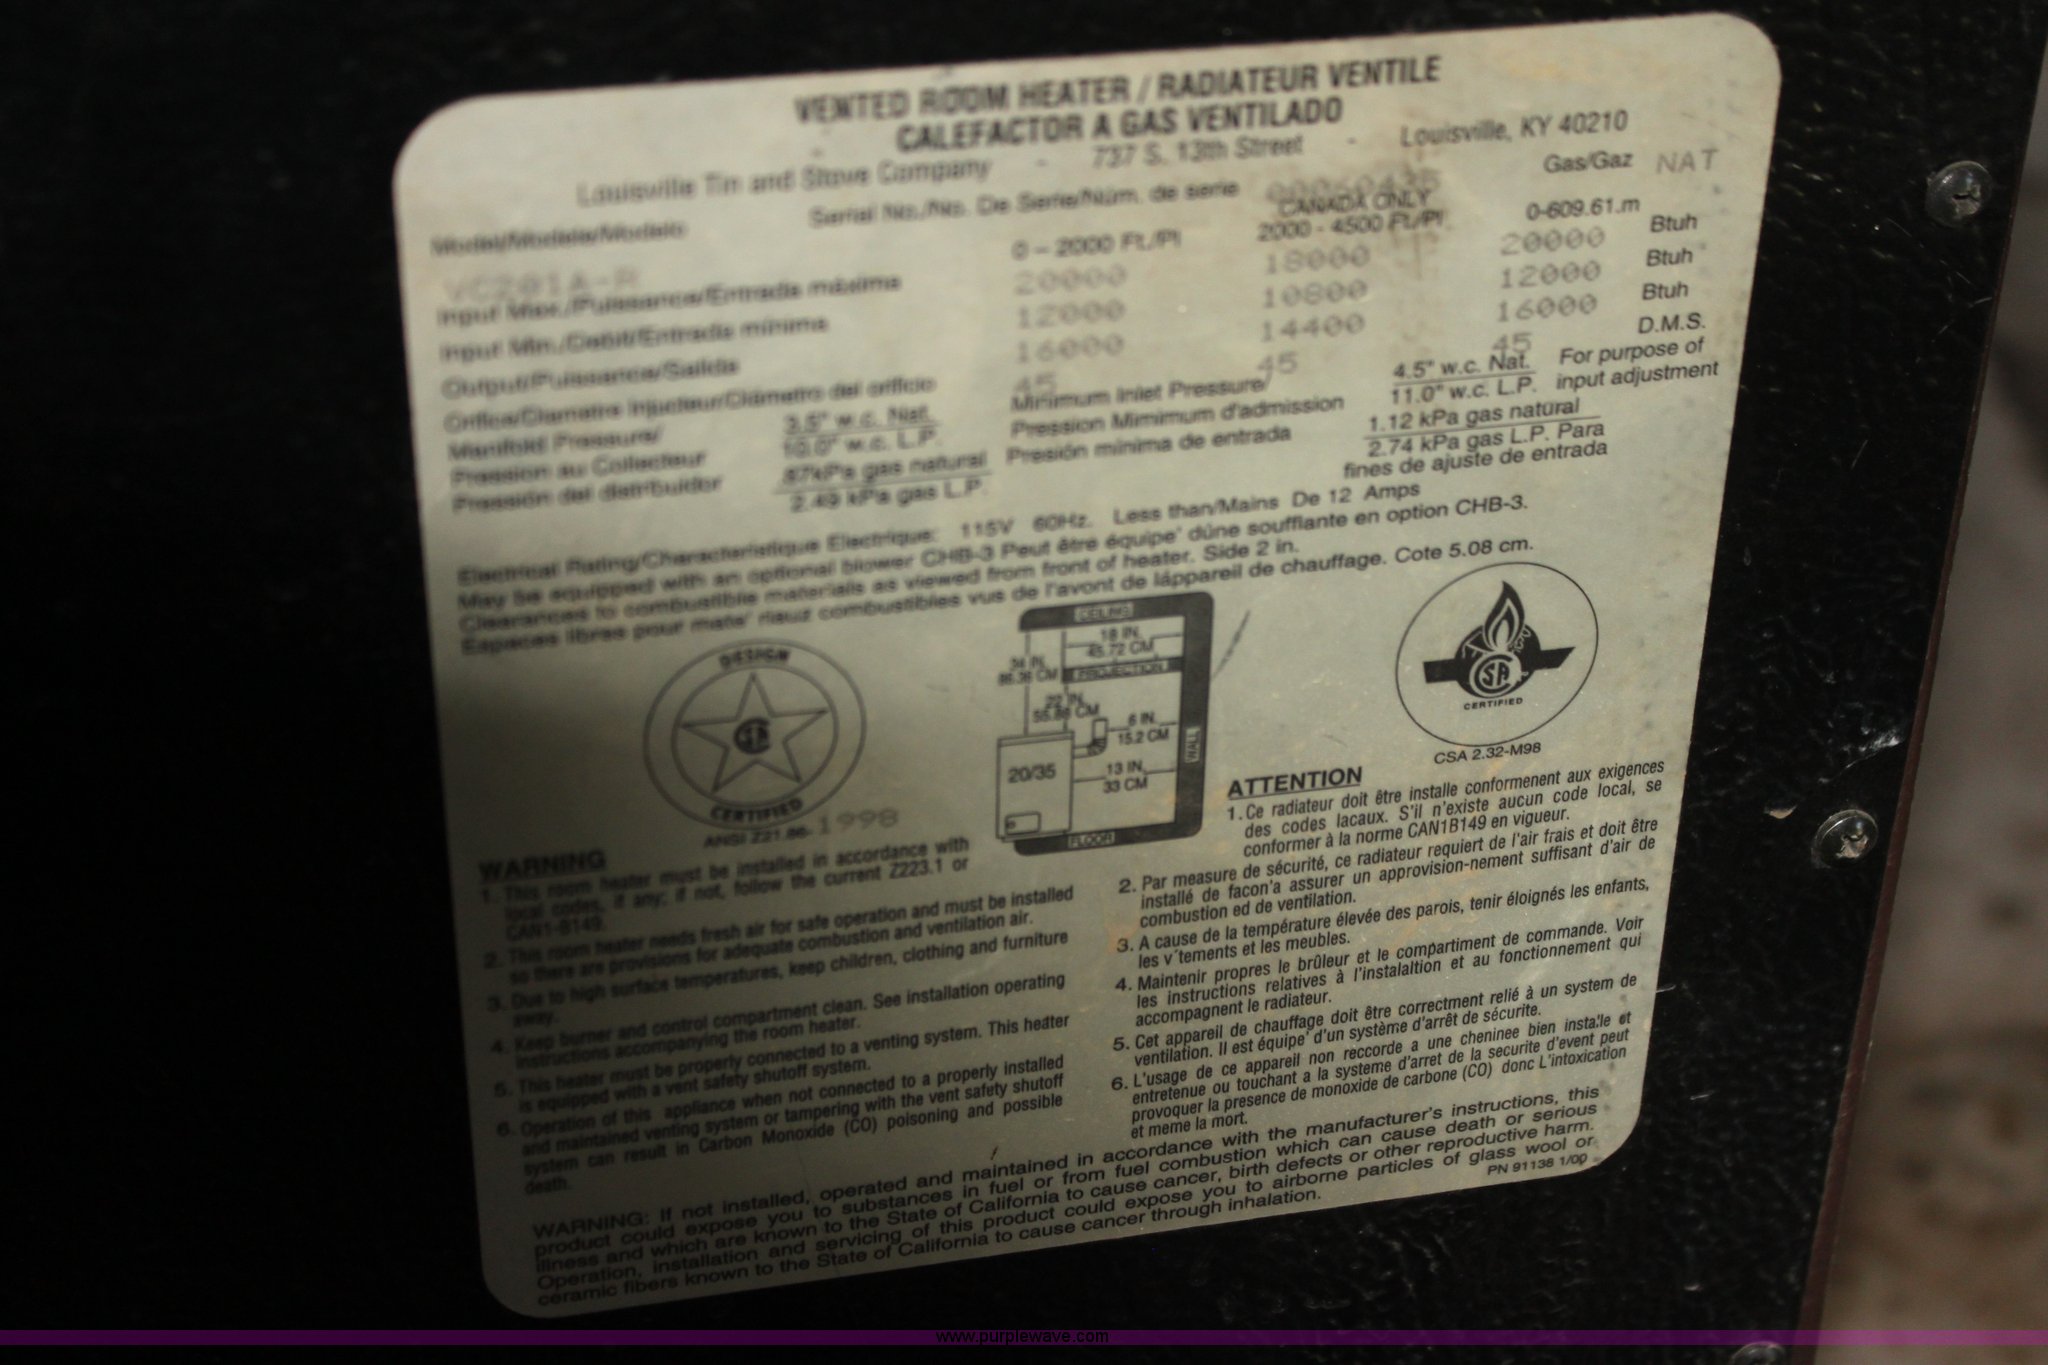 VENTED ROOM HEATER / RADIATEUR VENTILE
CALEFACTOR A GAS VENTILADO
Louisville Tin and Stove Company - 737 S. 13th Street - Louisville, KY 40210
Model/Modele/Modelo Serial No./No. De Serie/Núm. de serie Gas/Gaz NAT
VC201A-R 0 – 2000 Ft./Pl CANADA ONLY 2000 - 4500 Ft/Pl 0-609.61.m
Input Max./Puissance/Entrada máxima 20000 18000 20000 Btuh
Input Min./Debit/Entrada mínima 12000 10800 12000 Btuh
Output/Puissance/Salida 16000 14400 16000 Btuh
Orifice/Diametre Injecteur/Diámetro del orificio 45 45 45 D.M.S.
Manifold Pressure/ 3.5" w.c. Nat. Minimum Inlet Pressure/ 4.5" w.c. Nat. For purpose of
Pression au Collecteur 10.0" w.c. L.P. Pression Mimimum d'admission 11.0" w.c. L.P. input adjustment
Pressión del distribuidor .87kPa gas natural Presión mínima de entrada 1.12 kPa gas natural
2.49 kPa gas L.P. 2.74 kPa gas L.P. Para
fines de ajuste de entrada
Electrical Rating/Characteristique Electrique: 115V 60Hz. Less than/Mains De 12 Amps
May be equipped with an optional blower CHB-3 Peut être équipe' dûne soufflante en option CHB-3.
Clearances to combustible materials as viewed from front of heater. Side 2 in.
Espaces libres pour mate' riauz combustibles vus de l'avont de láppareil de chauffage. Cote 5.08 cm.
DESIGN
CERTIFIED
ANSI Z21.86- 1998
CEILING
18 IN.
45.72 CM
34 IN.
86.36 CM
PROJECTION
22 IN.
55.88 CM
6 IN.
15.2 CM
WALL
20/35
13 IN.
33 CM
FLOOR
CERTIFIED
CSA 2.32-M98
WARNING
1. This room heater must be installed in accordance with
local codes, if any; if not, follow the current Z223.1 or
CAN1-B149.
2. This room heater needs fresh air for safe operation and must be installed
so there are provisions for adequate combustion and ventilation air.
3. Due to high surface temperatures, keep children, clothing and furniture
away.
4. Keep burner and control compartment clean. See installation operating
instructions accompanying the room heater.
5. This heater must be properly connected to a venting system. This heater
is equipped with a vent safety shutoff system.
6. Operation of this appliance when not connected to a properly installed
and maintained venting system or tampering with the vent safety shutoff
system can result in Carbon Monoxide (CO) poisoning and possible
death.
ATTENTION
1. Ce radiateur doit être installe conformenent aux exigences
des codes lacaux. S'il n'existe aucun code local, se
conformer à la norme CAN1B149 en vigueur.
2. Par measure de sécurité, ce radiateur requiert de l'air frais et doit être
installé de facon'a assurer un approvision-nement suffisant d'air de
combustion ed de ventilation.
3. A cause de la température élevée des parois, tenir éloignés les enfants,
les v´tements et les meubles.
4. Maintenir propres le brûleur et le compartiment de commande. Voir
les instructions relatives à l'instalaltion et au fonctionnement qui
accompagnent le radiateur.
5. Cet appareil de chauffage doit être correctment relié à un system de
ventilation. Il est équipe' d'un système d'arrêt de sécurite.
6. L'usage de ce appareil non reccorde a une cheninee bien installe et
entretenue ou touchant a la systeme d'arret de la securite d'event peut
provoquer la presence de monoxide de carbone (CO) donc L'intoxication
et meme la mort.
WARNING: If not installed, operated and maintained in accordance with the manufacturer's instructions, this
product could expose you to substances in fuel or from fuel combustion which can cause death or serious
illness and which are known to the State of California to cause cancer, birth defects or other reproductive harm.
Operation, installation and servicing of this product could expose you to airborne particles of glass wool or
ceramic fibers known to the State of California to cause cancer through inhalation.
PN 91138 1/00
www.purplewave.com